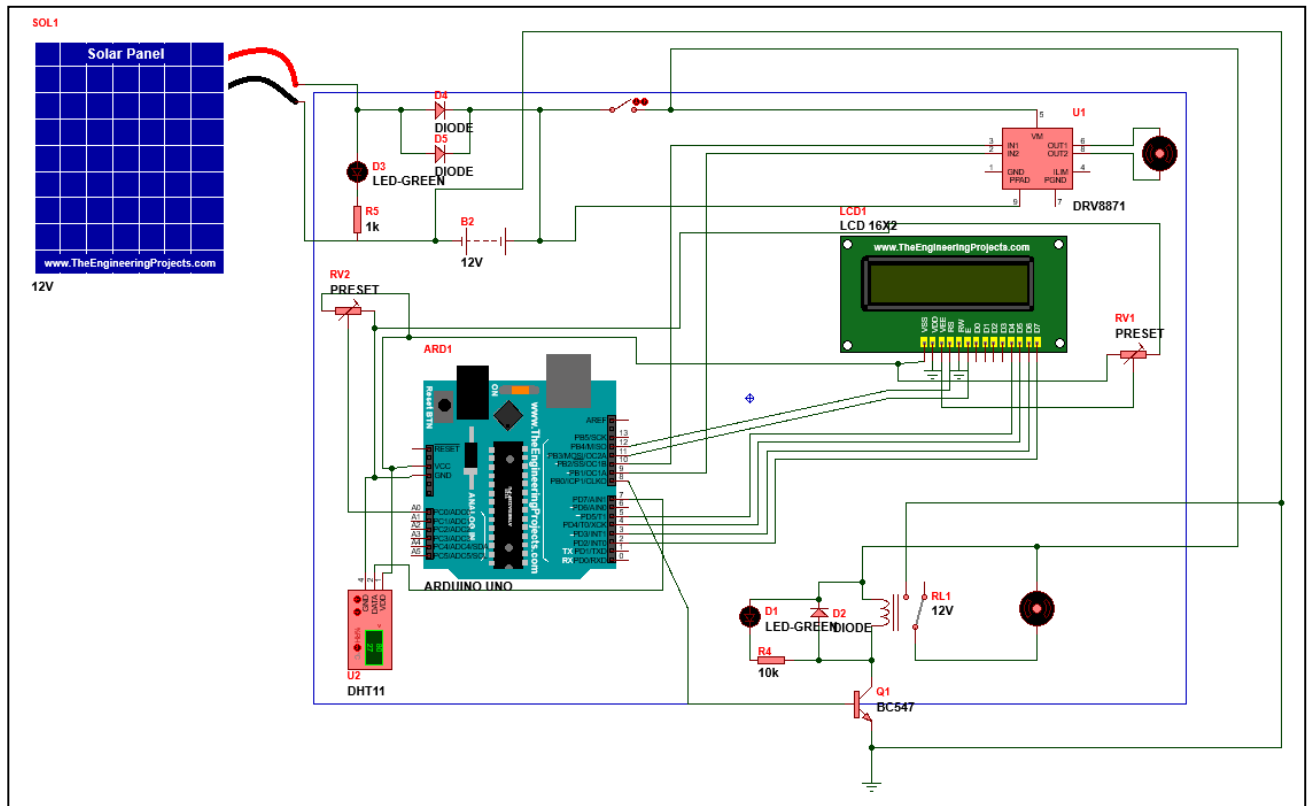 SOL1
Solar Panel
www.TheEngineeringProjects.com
12V
D4
DIODE
D5
DIODE
D3
LED-GREEN
R5
1k
B2
12V
U1
5
VM
3
IN1
OUT1
6
2
IN2
OUT2
8
1
GND
ILIM
4
PPAD
PGND
9
7
DRV8871
LCD1
LCD 16X2
www.TheEngineeringProjects.com
VSS
VDD
VEE
RS
RW
E
D0
D1
D2
D3
D4
D5
D6
D7
RV1
PRESET
RV2
PRESET
ARD1
Reset BTN
ON
www.TheEngineeringProjects.com
ANALOG IN
RESET
VCC
GND
AREF
PB5/SCK
13
PB4/MISO
12
PB3/MOSI/OC2A
11
PB2/SS/OC1B
10
PB1/OC1A
9
PB0/ICP1/CLKO
8
PD7/AIN1
7
PD6/AIN0
6
PD5/T1
5
PD4/T0/XCK
4
PD3/INT1
3
PD2/INT0
2
TX PD1/TXD
1
RX PD0/RXD
0
A0
PC0/ADC0
A1
PC1/ADC1
A2
PC2/ADC2
A3
PC3/ADC3
A4
PC4/ADC4/SDA
A5
PC5/ADC5/SCL
ARDUINO UNO
4
2
1
GND
DATA
VDD
%RH
U2
DHT11
D1
LED-GREEN
D2
DIODE
R4
10k
RL1
12V
Q1
BC547